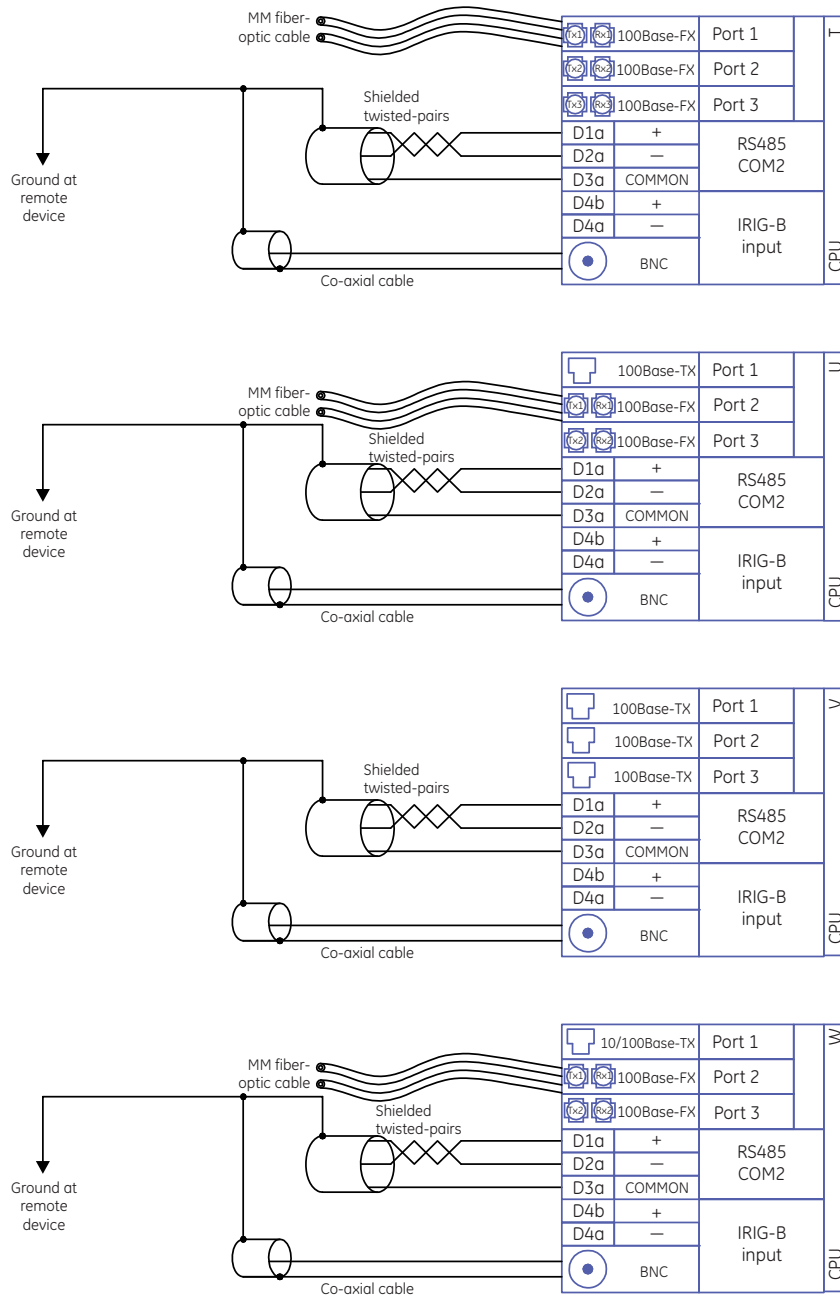 MM fiber-
optic cable
Tx1 Rx1 100Base-FX Port 1
Tx2 Rx2 100Base-FX Port 2
Tx3 Rx3 100Base-FX Port 3
T
Shielded
twisted-pairs
D1a +
D2a —
D3a COMMON
RS485
COM2
D4b +
D4a —
BNC
IRIG-B
input
CPU
Ground at
remote
device
Co-axial cable
MM fiber-
optic cable
100Base-TX Port 1
Tx1 Rx1 100Base-FX Port 2
Tx2 Rx2 100Base-FX Port 3
U
Shielded
twisted-pairs
D1a +
D2a —
D3a COMMON
RS485
COM2
D4b +
D4a —
BNC
IRIG-B
input
CPU
Ground at
remote
device
Co-axial cable
100Base-TX Port 1
100Base-TX Port 2
100Base-TX Port 3
V
Shielded
twisted-pairs
D1a +
D2a —
D3a COMMON
RS485
COM2
D4b +
D4a —
BNC
IRIG-B
input
CPU
Ground at
remote
device
Co-axial cable
MM fiber-
optic cable
10/100Base-TX Port 1
Tx1 Rx1 100Base-FX Port 2
Tx2 Rx2 100Base-FX Port 3
W
Shielded
twisted-pairs
D1a +
D2a —
D3a COMMON
RS485
COM2
D4b +
D4a —
BNC
IRIG-B
input
CPU
Ground at
remote
device
Co-axial cable